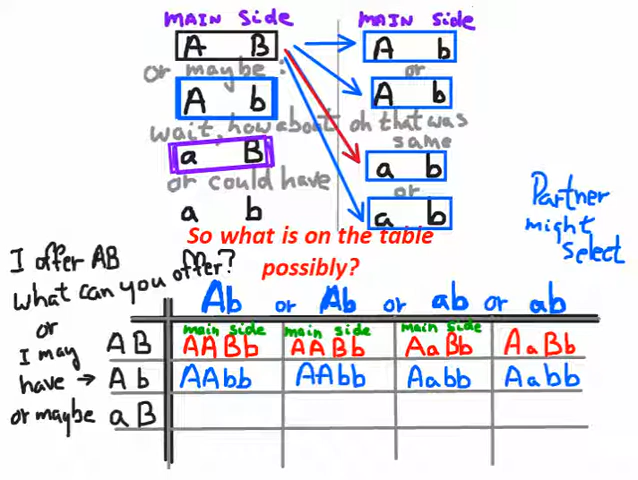 MAIN Side MAIN Side
A B A b
or maybe: or
A b A b
wait, how about oh that was
same
a B a b
or could have or
a b a b
Partner
might
select
So what is on the table
possibly?
I offer AB
What can you offer?
Ab or Ab or ab or ab
or
I may
have →
or maybe
main side main side main side
A B AABb AABb AaBb AaBb
A b AAbb AAbb Aabb Aabb
a B